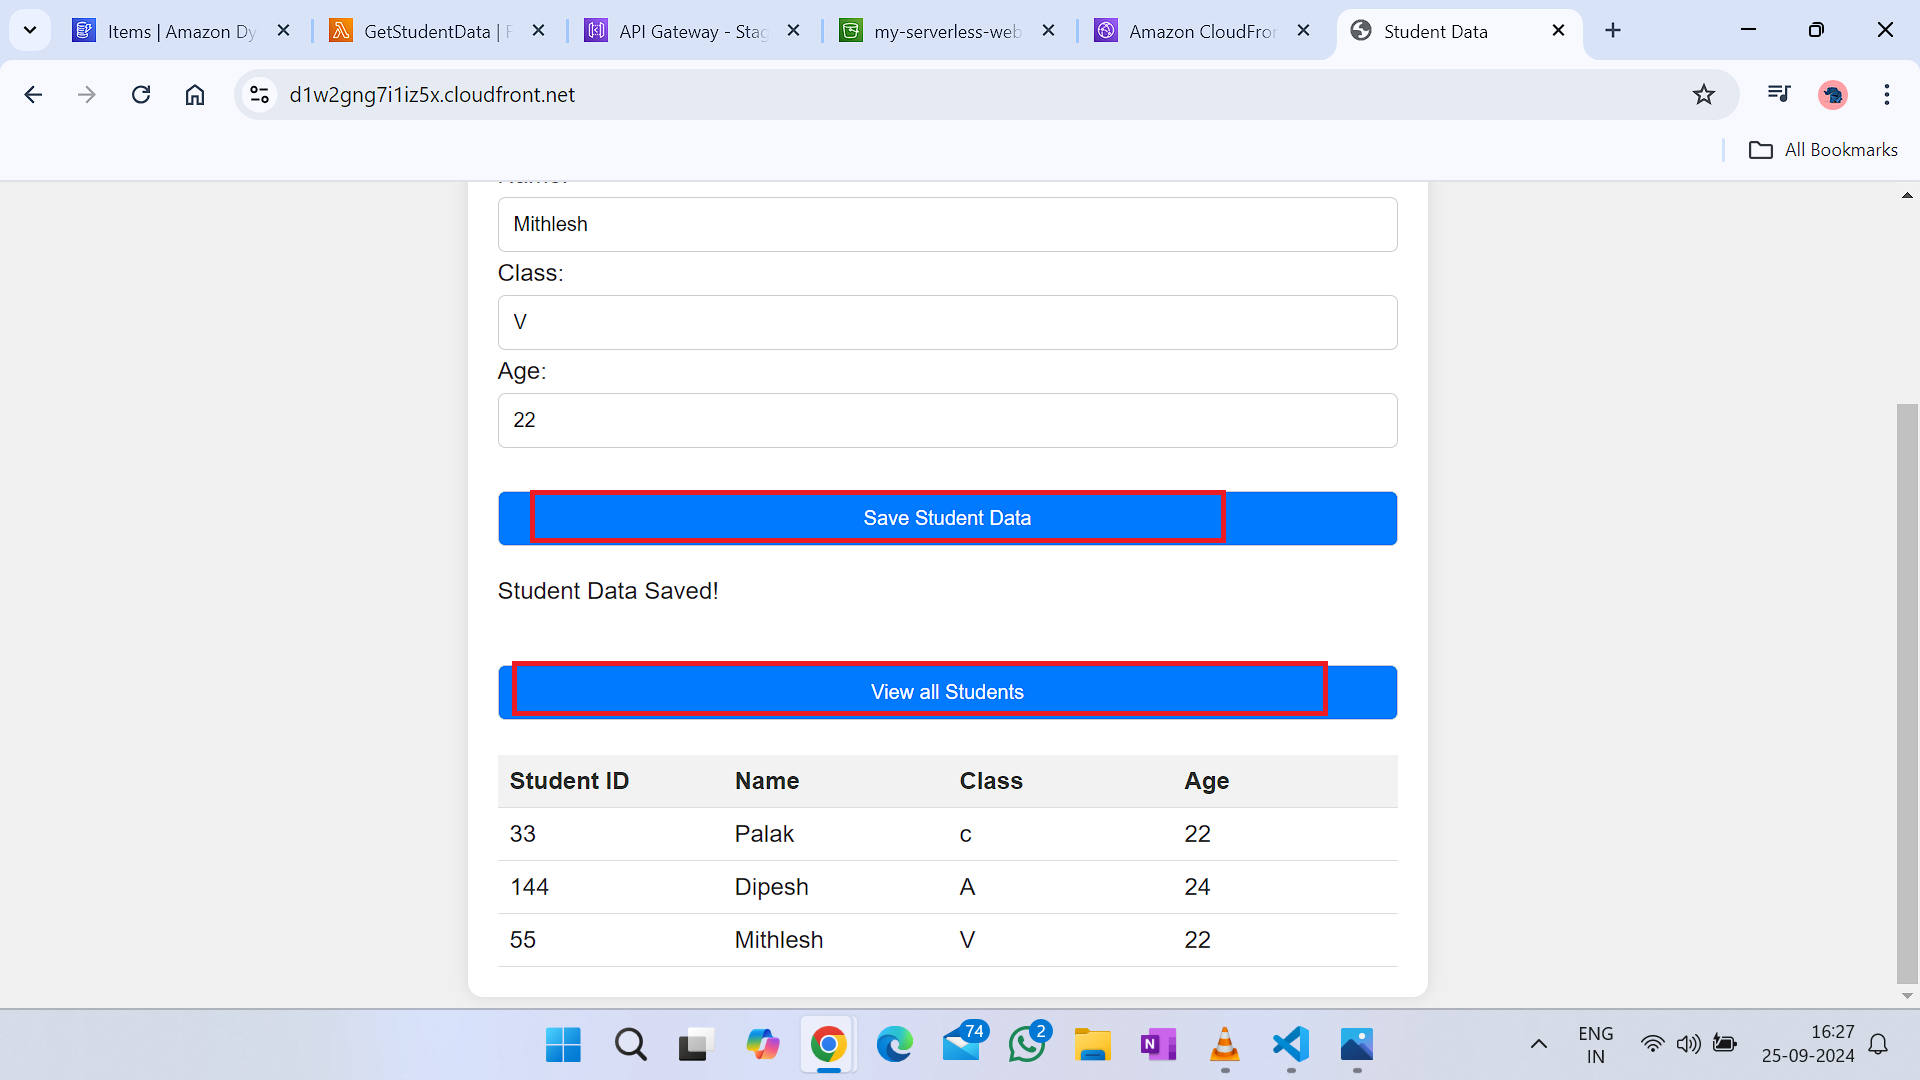 Items | Amazon Dy
GetStudentData | F
API Gateway - Stag
my-serverless-web
Amazon CloudFron
Student Data
d1w2gng7i1iz5x.cloudfront.net
All Bookmarks
Mithlesh
Class:
V
Age:
22
Save Student Data
Student Data Saved!
View all Students
Student ID Name Class Age
33 Palak c 22
144 Dipesh A 24
55 Mithlesh V 22
74
2
N
ENG
IN
16:27
25-09-2024